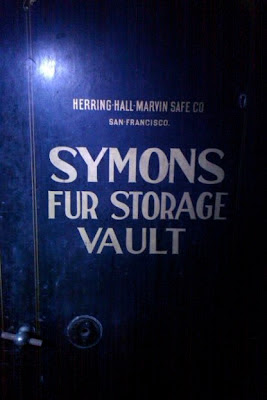 HERRING-HALL-MARVIN SAFE CO
SAN-FRANCISCO.
SYMONS
FUR STORAGE
VAULT